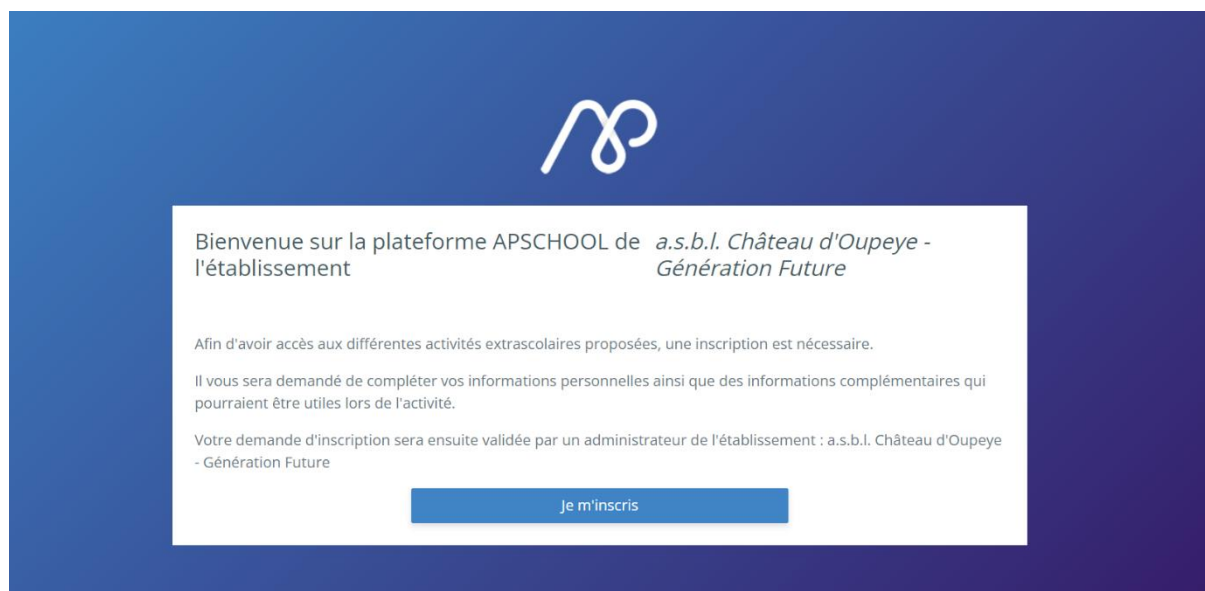 Bienvenue sur la plateforme APSCHOOL de
l'établissement
a.s.b.l. Château d'Oupeye -
Génération Future
Afin d'avoir accès aux différentes activités extrascolaires proposées, une inscription est nécessaire.
Il vous sera demandé de compléter vos informations personnelles ainsi que des informations complémentaires qui
pourraient être utiles lors de l'activité.
Votre demande d'inscription sera ensuite validée par un administrateur de l'établissement : a.s.b.l. Château d'Oupeye
- Génération Future
Je m'inscris